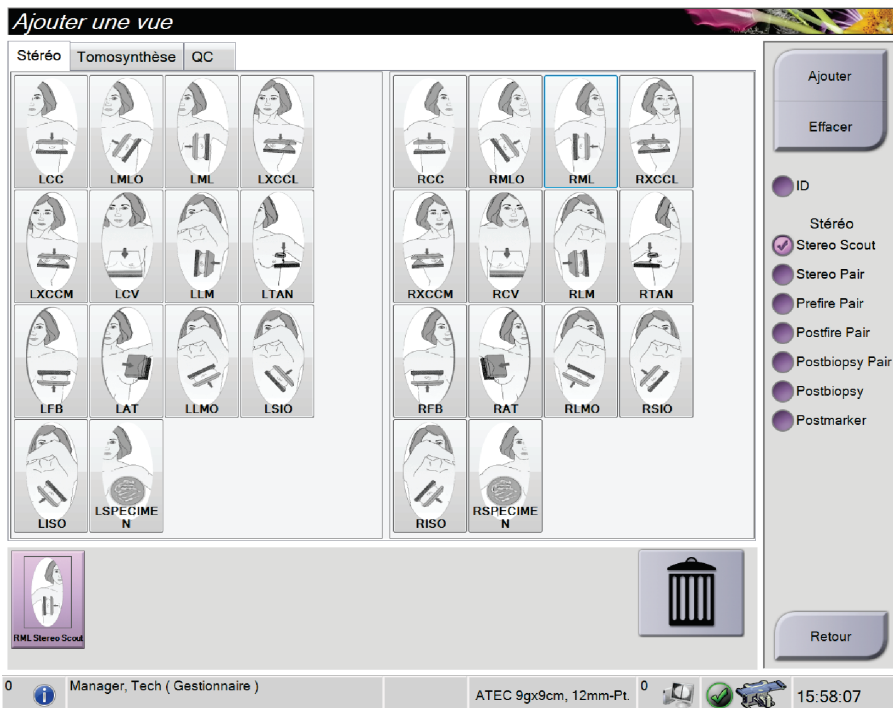 Ajouter une vue
Stéréo Tomosynthèse QC
LCC LMLO LML LXCCL
RCC RMLO RML RXCCL
LXCCM LCV LLM LTAN
RXCCM RCV RLM RTAN
LFB LAT LLMO LSIO
RFB RAT RLMO RSIO
LISO LSPECIME
N
RISO RSPECIME
N
Ajouter
Effacer
ID
Stéréo
Stereo Scout
Stereo Pair
Prefire Pair
Postfire Pair
Postbiopsy Pair
Postbiopsy
Postmarker
RML Stereo Scout
Retour
0 Manager, Tech ( Gestionnaire ) ATEC 9gx9cm, 12mm-Pt. 0 15:58:07